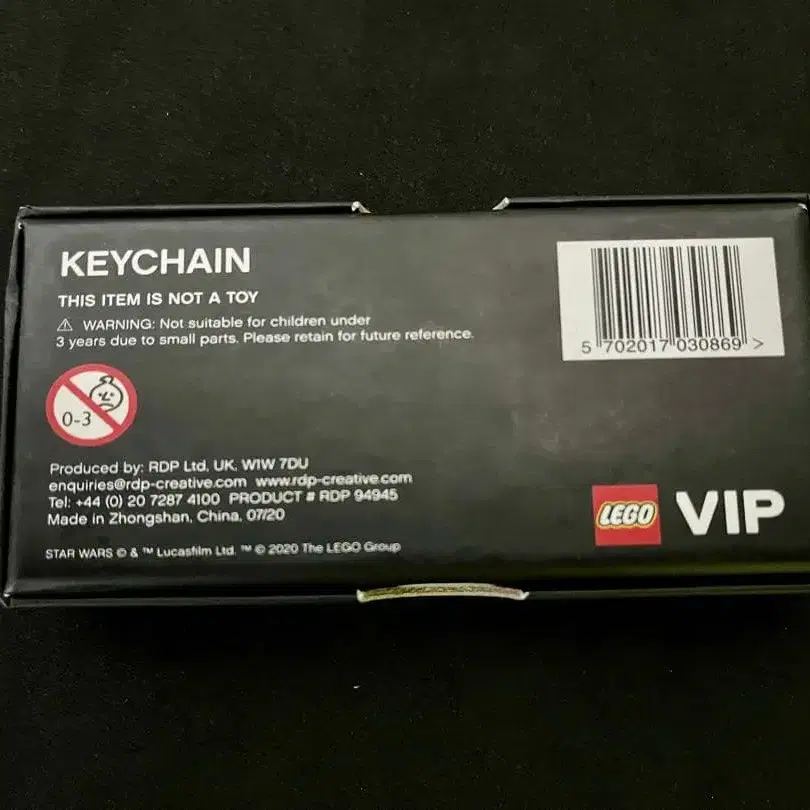 KEYCHAIN
THIS ITEM IS NOT A TOY
⚠ WARNING: Not suitable for children under
3 years due to small parts. Please retain for future reference.
0-3
Produced by: RDP Ltd, UK, W1W 7DU
enquiries@rdp-creative.com www.rdp-creative.com
Tel: +44 (0) 20 7287 4100 PRODUCT # RDP 94945
Made in Zhongshan, China, 07/20
STAR WARS © & ™ Lucasfilm Ltd. ™ © 2020 The LEGO Group
5 702017 030869 >
LEGO VIP